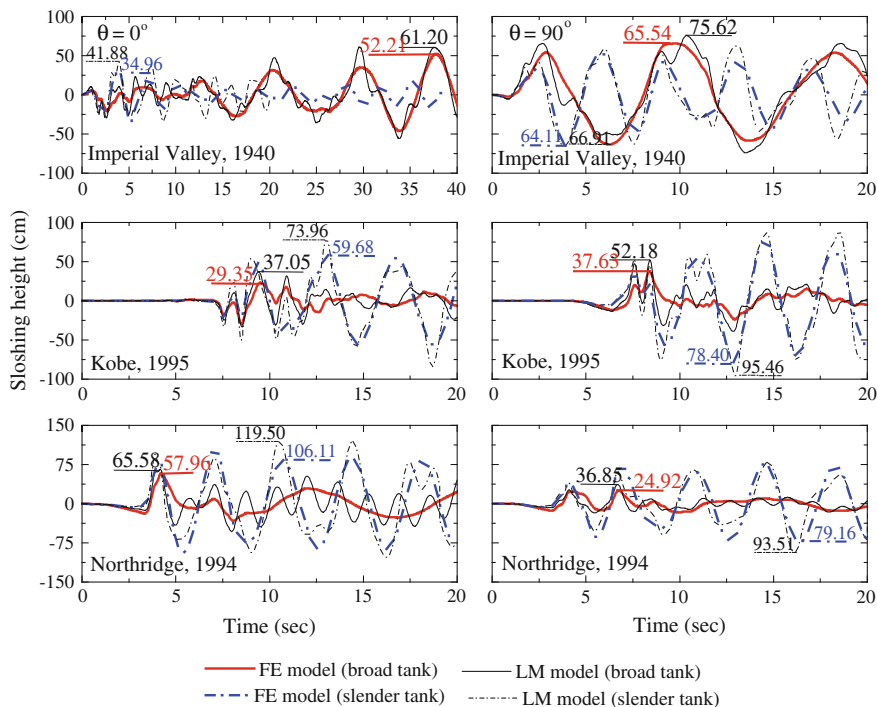 Sloshing height (cm)
100
50
0
-50
-100
θ = 0°
41.88
34.96
52.21
61.20
Imperial Valley, 1940
0 5 10 15 20 25 30 35 40
θ = 90°
65.54
75.62
64.11
66.91
Imperial Valley, 1940
0 5 10 15 20
100
50
0
-50
-100
73.96
59.68
29.35
37.05
Kobe, 1995
0 5 10 15 20
52.18
37.63
78.40
95.46
Kobe, 1995
0 5 10 15 20
150
75
0
-75
-150
119.50
65.58
57.96
106.11
Northridge, 1994
0 5 10 15 20
36.85
24.92
93.51
79.16
Northridge, 1994
0 5 10 15 20
Time (sec)
Time (sec)
FE model (broad tank)
LM model (broad tank)
FE model (slender tank)
LM model (slender tank)